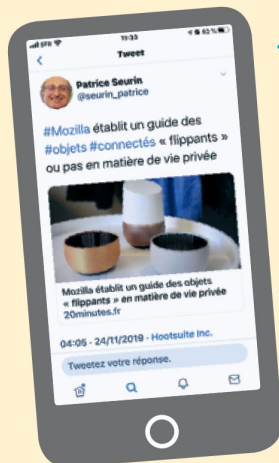 SFR 11:33 62 %
Tweet
Patrice Seurin
@seurin_patrice
#Mozilla établit un guide des
#objets #connectés « flippants »
ou pas en matière de vie privée
Mozilla établit un guide des objets
« flippants » en matière de vie privée
20minutes.fr
04:05 · 24/11/2019 · Hootsuite Inc.
Tweetez votre réponse.